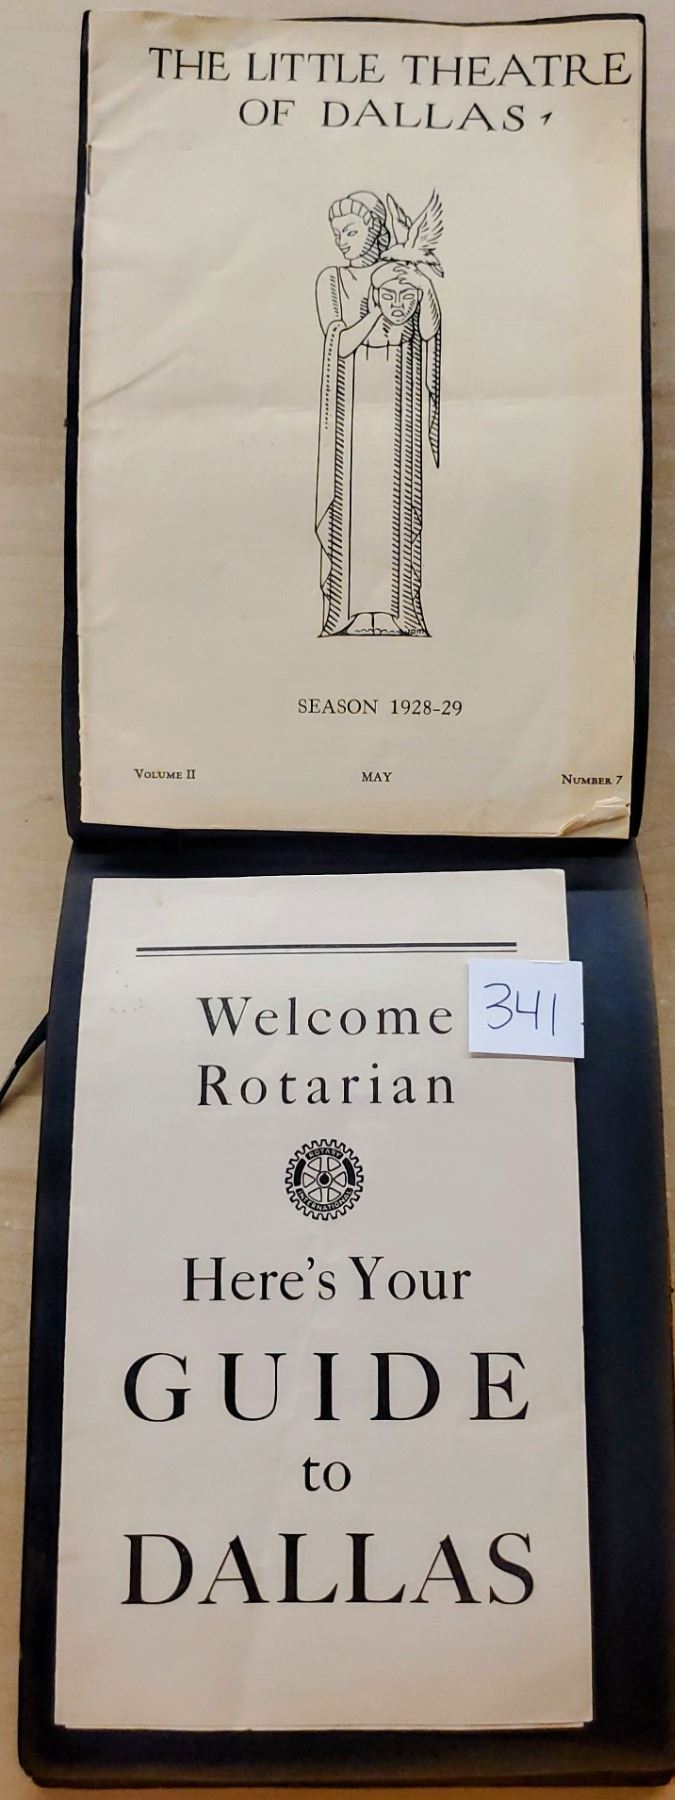 THE LITTLE THEATRE
OF DALLAS
JPM
SEASON 1928-29
VOLUME II
MAY
NUMBER 7
341
Welcome
Rotarian
ROTARY
INTERNATIONAL
Here's Your
GUIDE
to
DALLAS